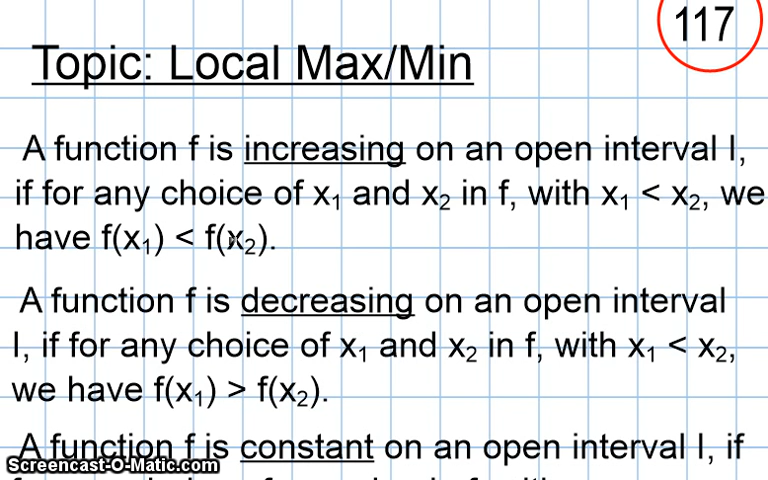 117
Topic: Local Max/Min
A function f is increasing on an open interval I,
if for any choice of x₁ and x₂ in f, with x₁ < x₂, we
have f(x₁) < f(x₂).
A function f is decreasing on an open interval
I, if for any choice of x₁ and x₂ in f, with x₁ < x₂,
we have f(x₁) > f(x₂).
A function f is constant on an open interval I, if
Screencast-O-Matic.com